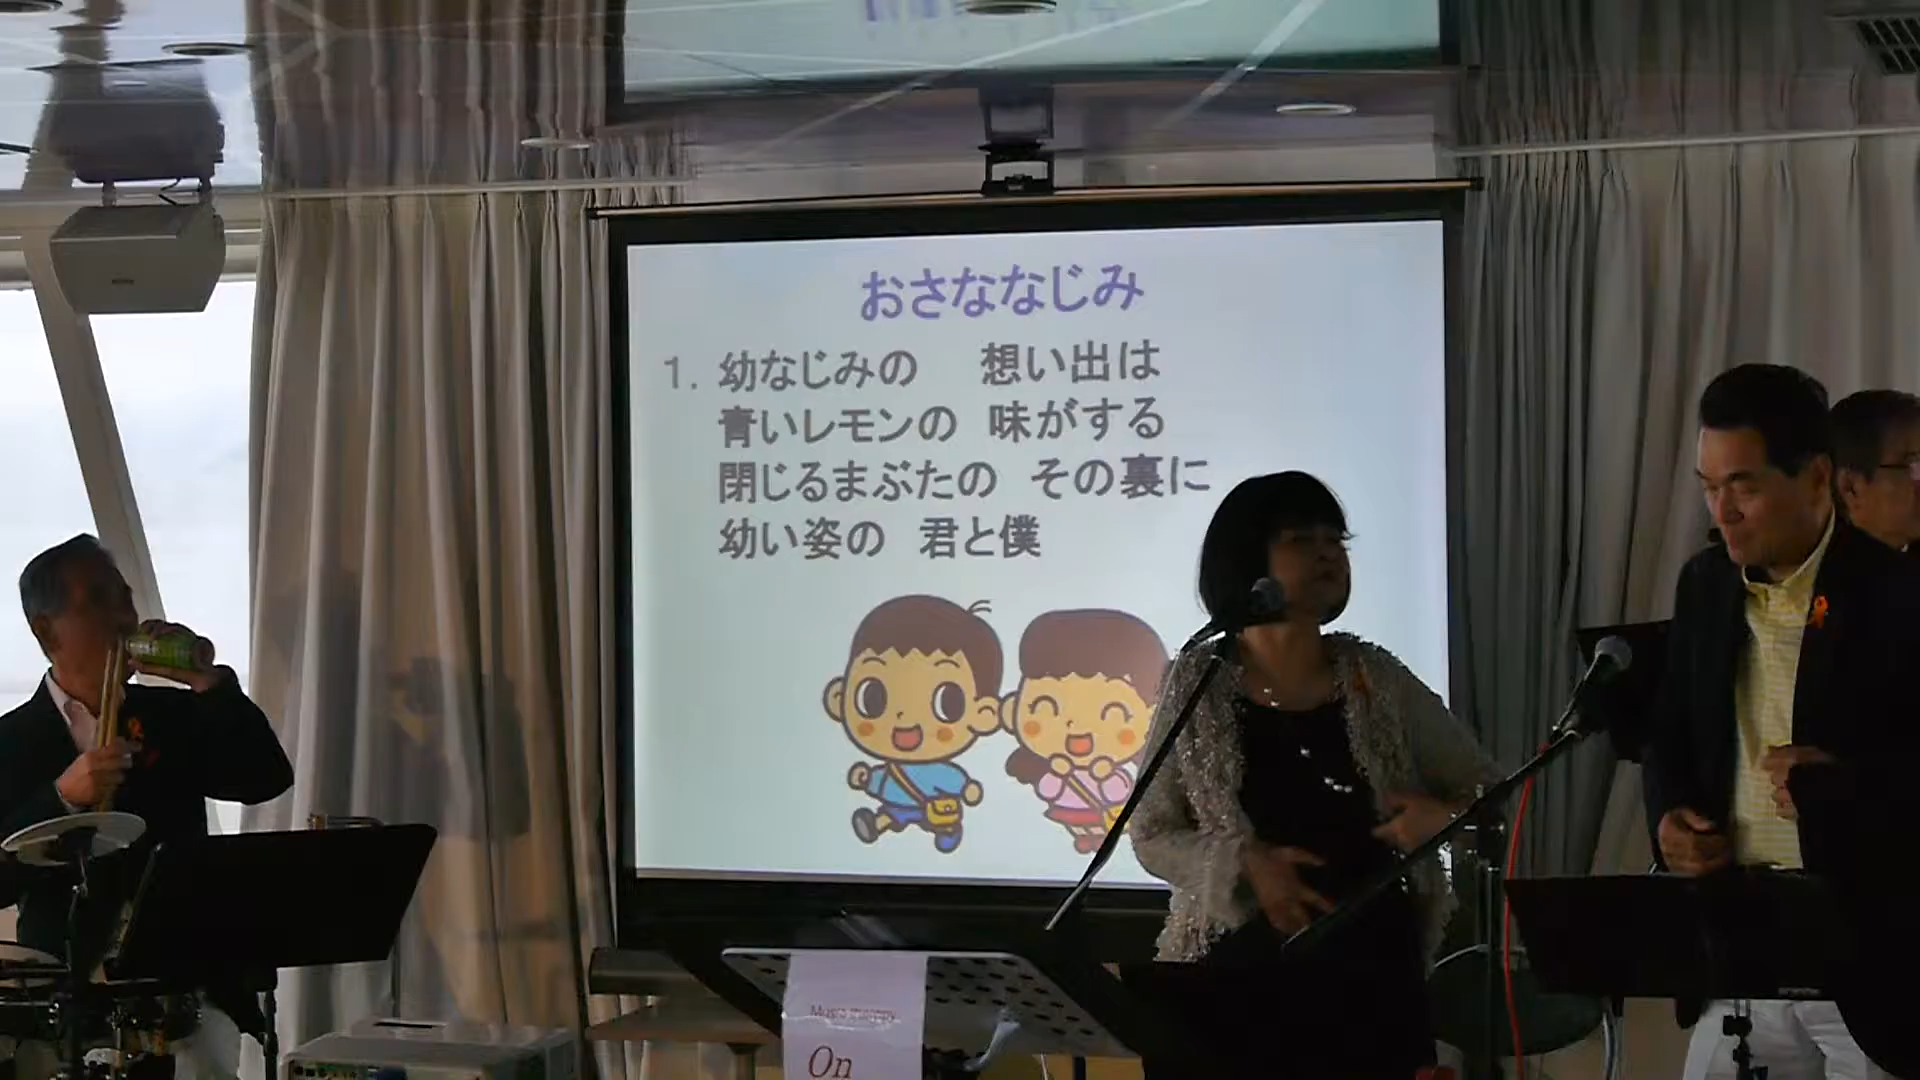 おさななじみ
1. 幼なじみの 想い出は
青いレモンの 味がする
閉じるまぶたの その裏に
幼い姿の 君と僕
On